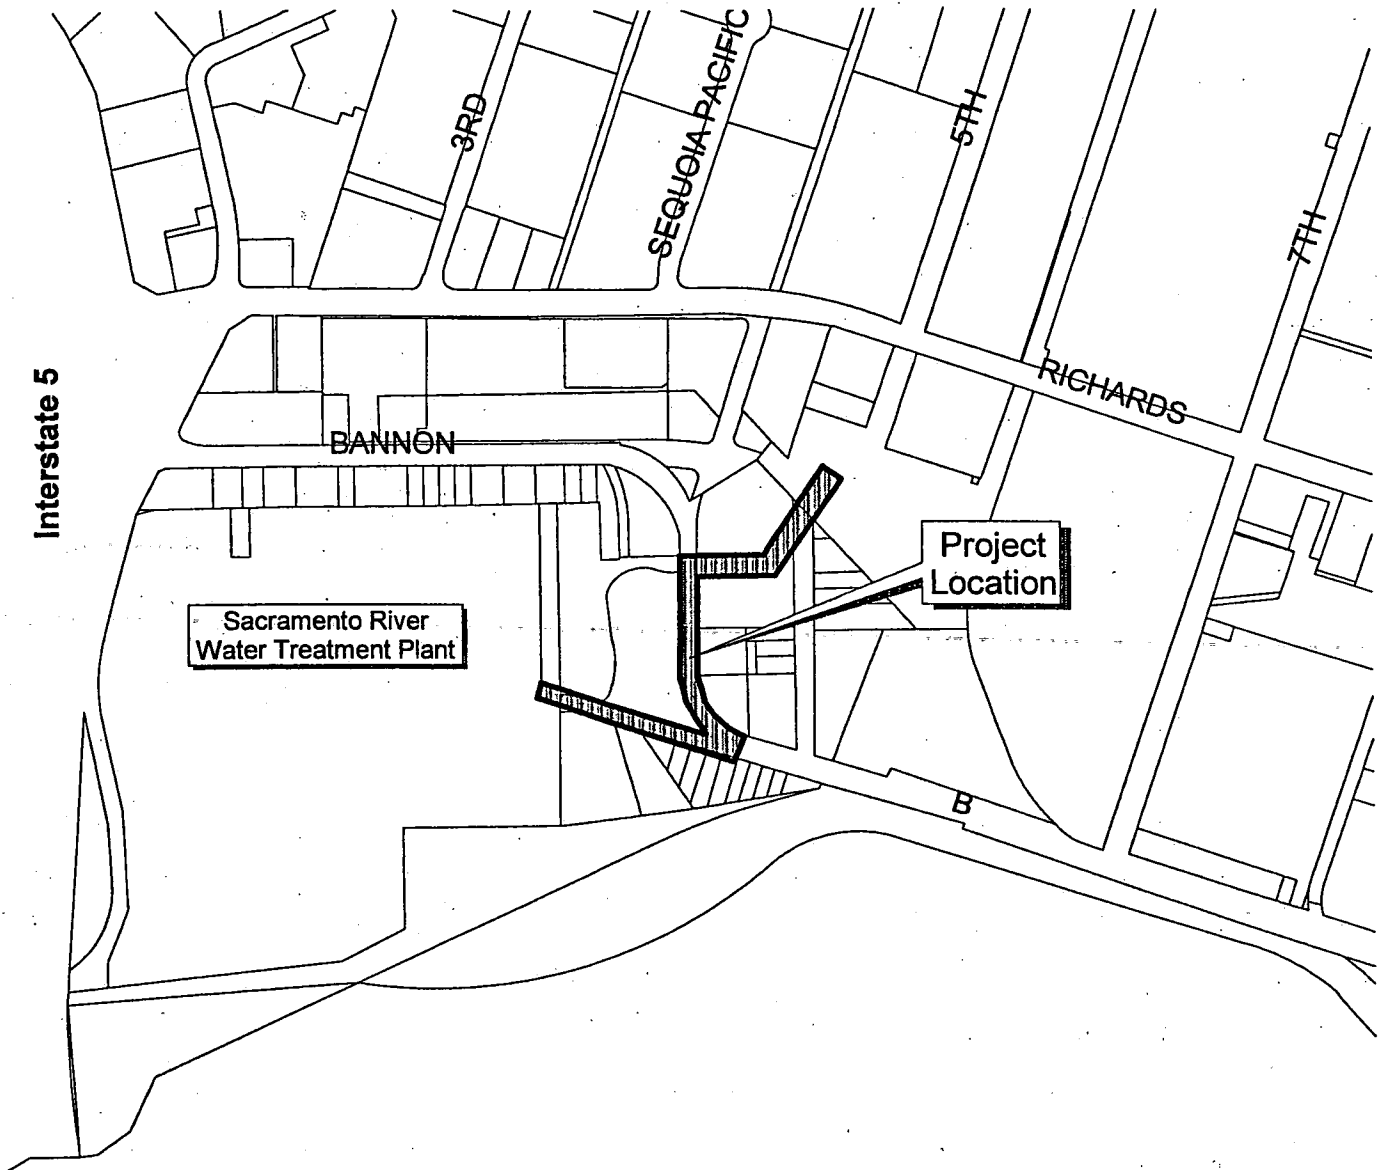 SEQUOIA PACIFIC
3RD
5TH
7TH
Interstate 5
RICHARDS
BANNON
Project
Location
Sacramento River
Water Treatment Plant
B